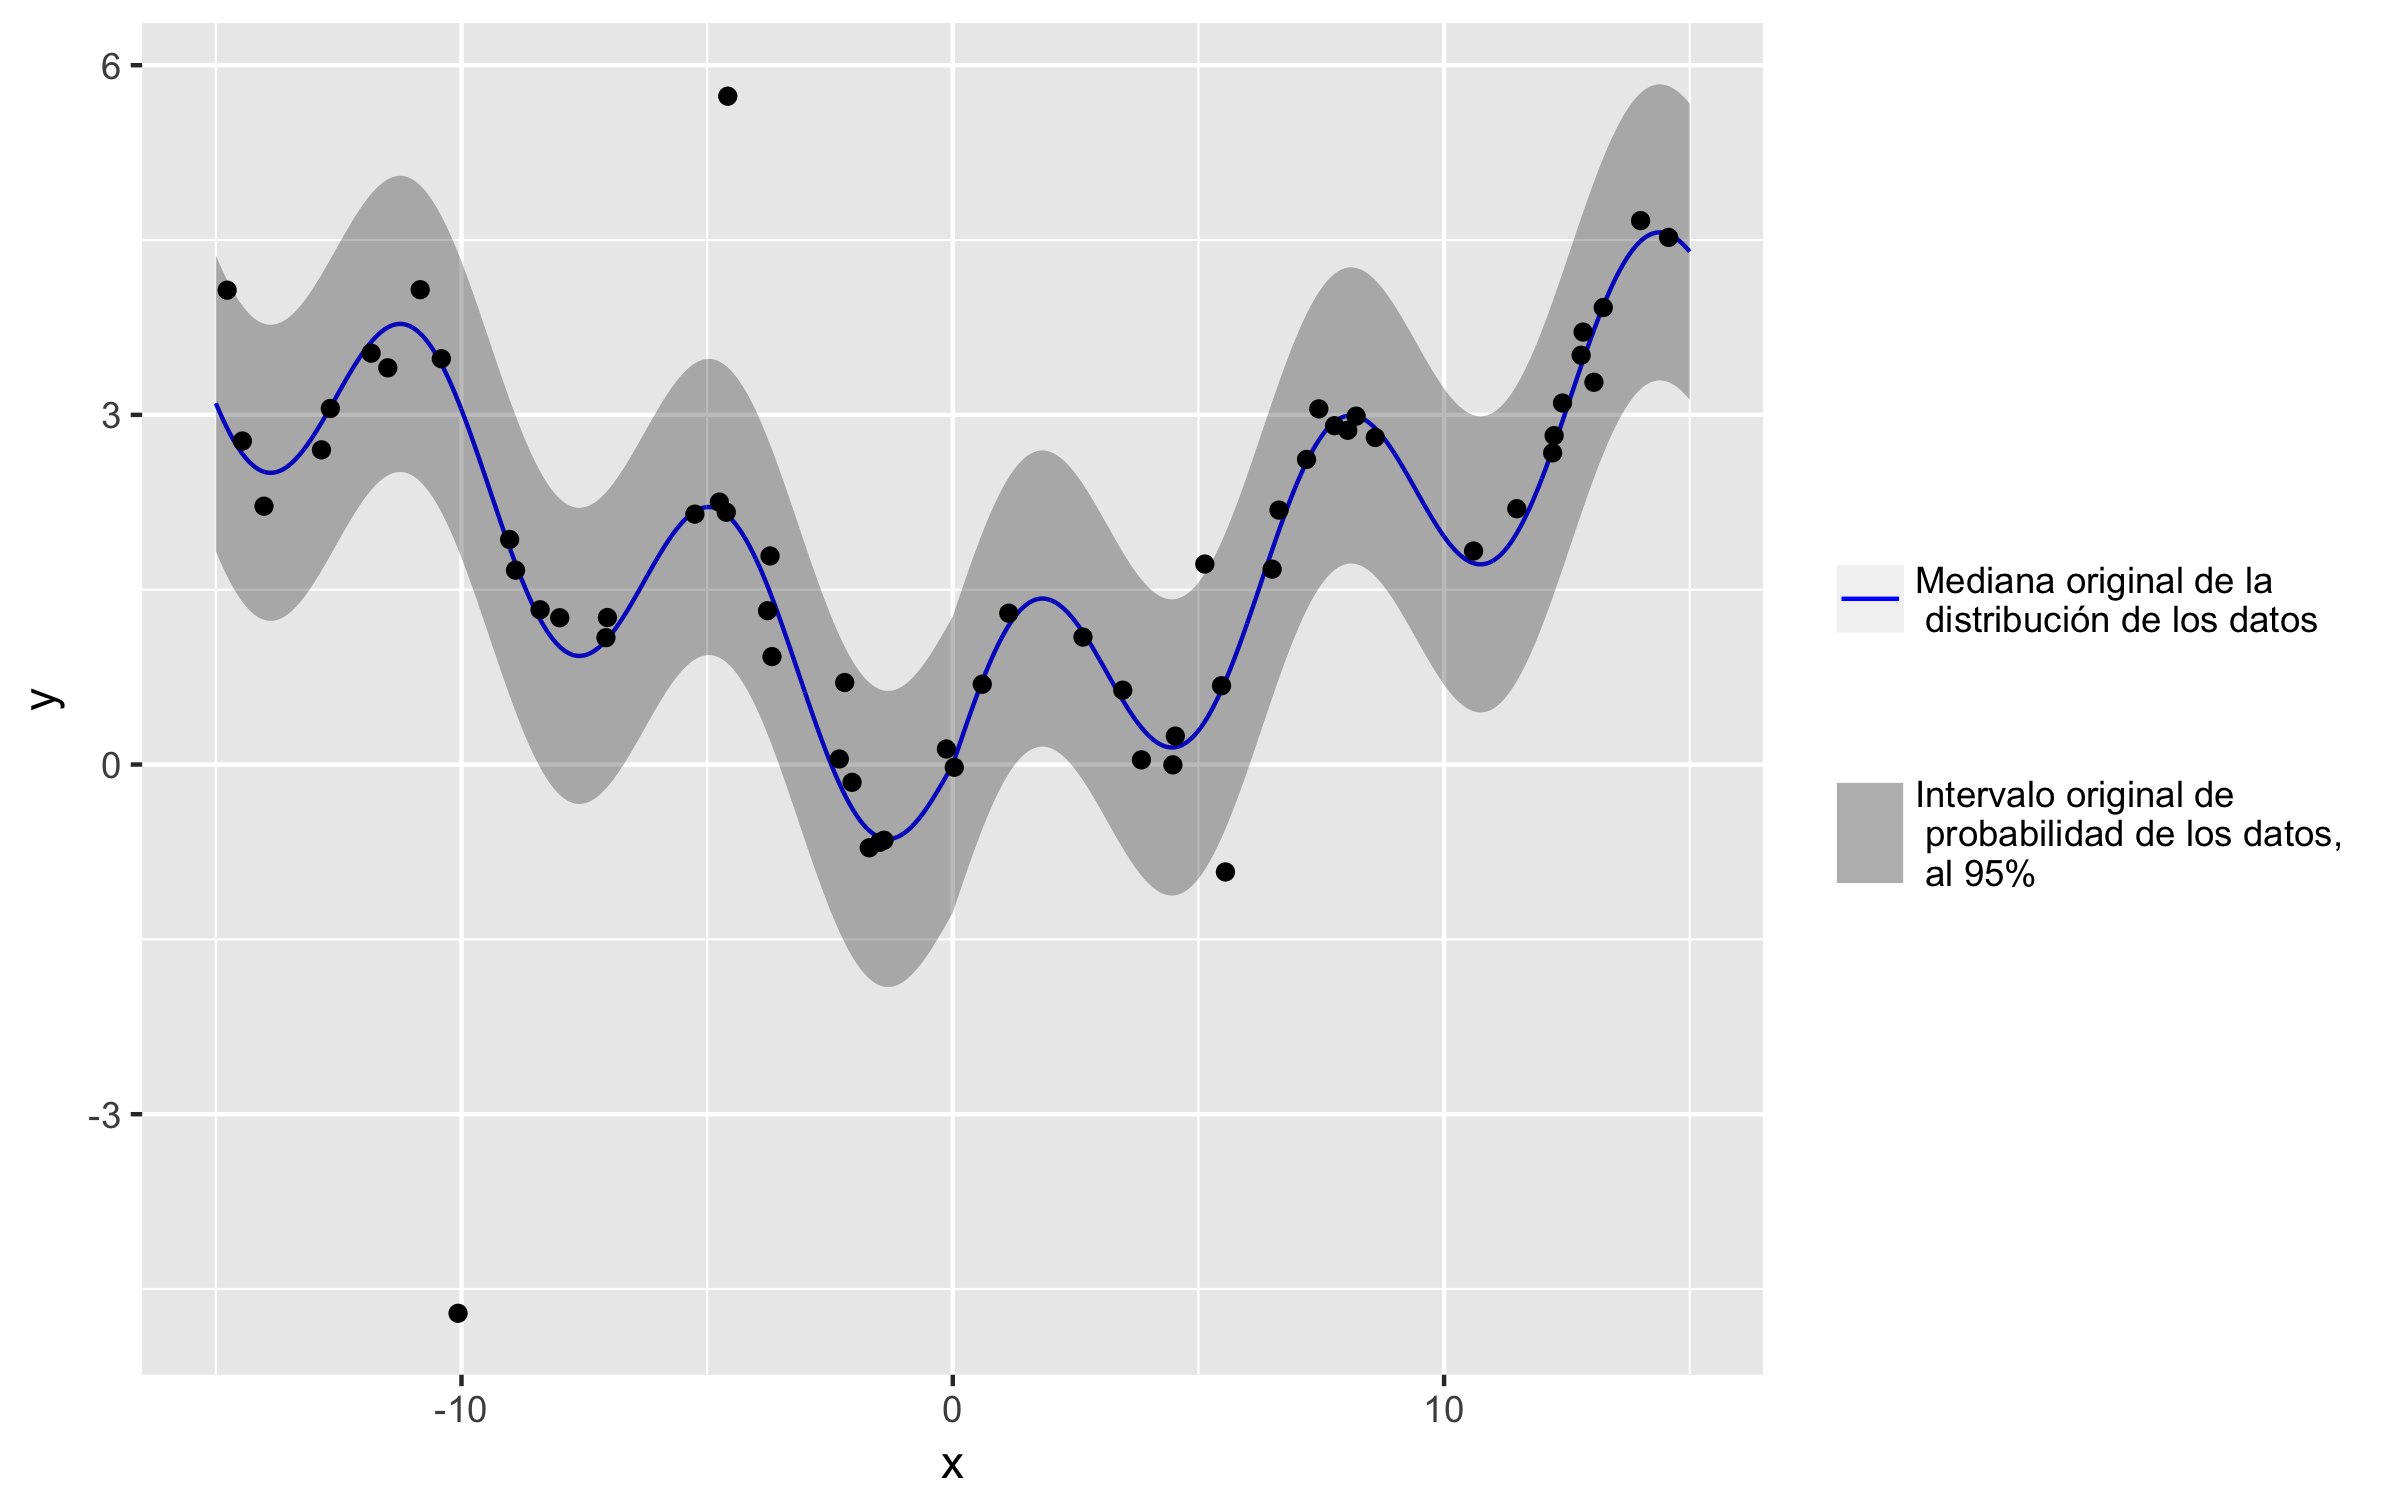 6
3
0
-3
y
-10
0
10
x
Mediana original de la
distribución de los datos
Intervalo original de
probabilidad de los datos,
al 95%